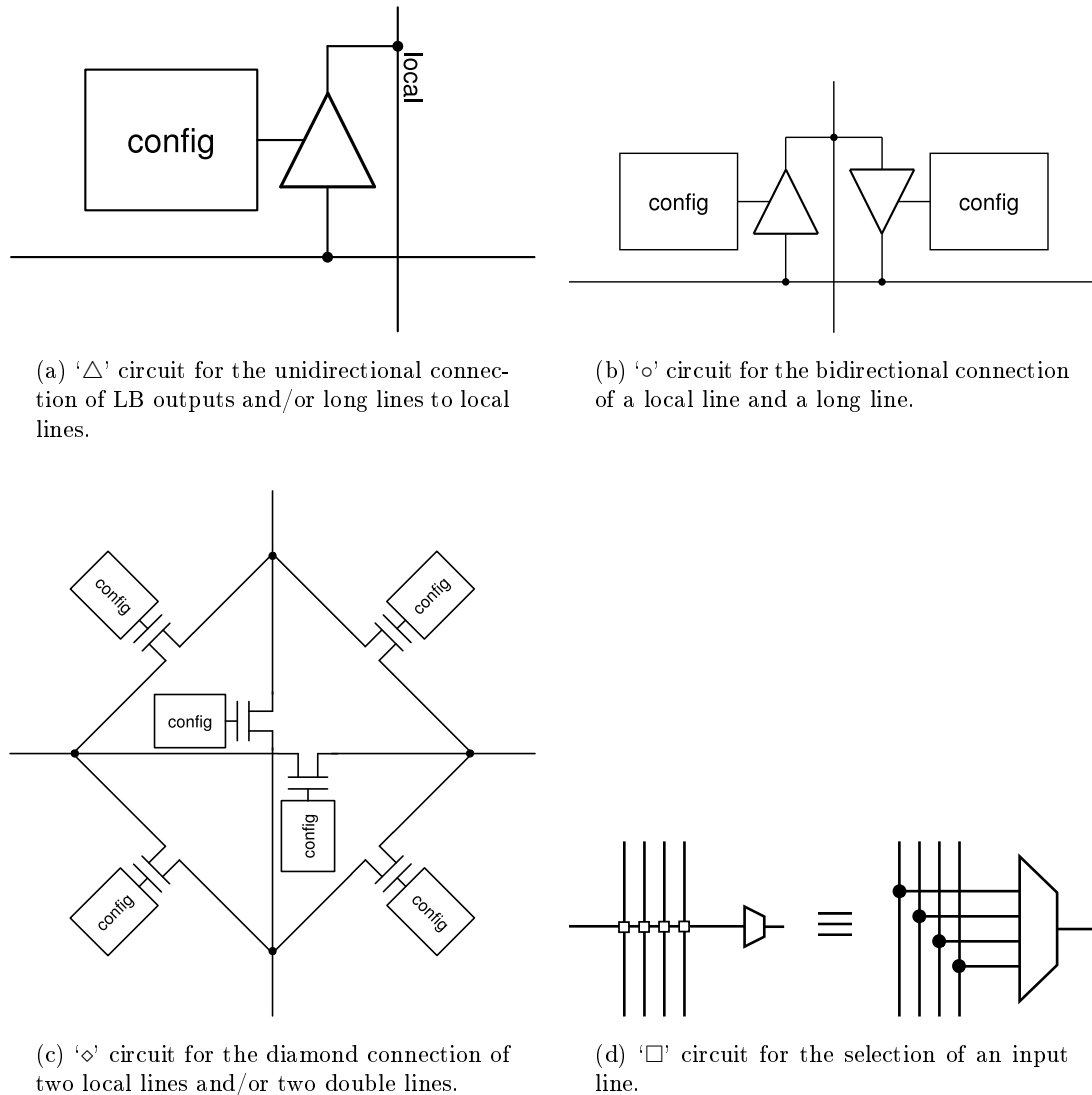 config
local
config
config
(a) ‘△’ circuit for the unidirectional connec-
tion of LB outputs and/or long lines to local
lines.
(b) ‘○’ circuit for the bidirectional connection
of a local line and a long line.
config
config
config
config
config
config
(c) ‘⋄’ circuit for the diamond connection of
two local lines and/or two double lines.
(d) ‘□’ circuit for the selection of an input
line.